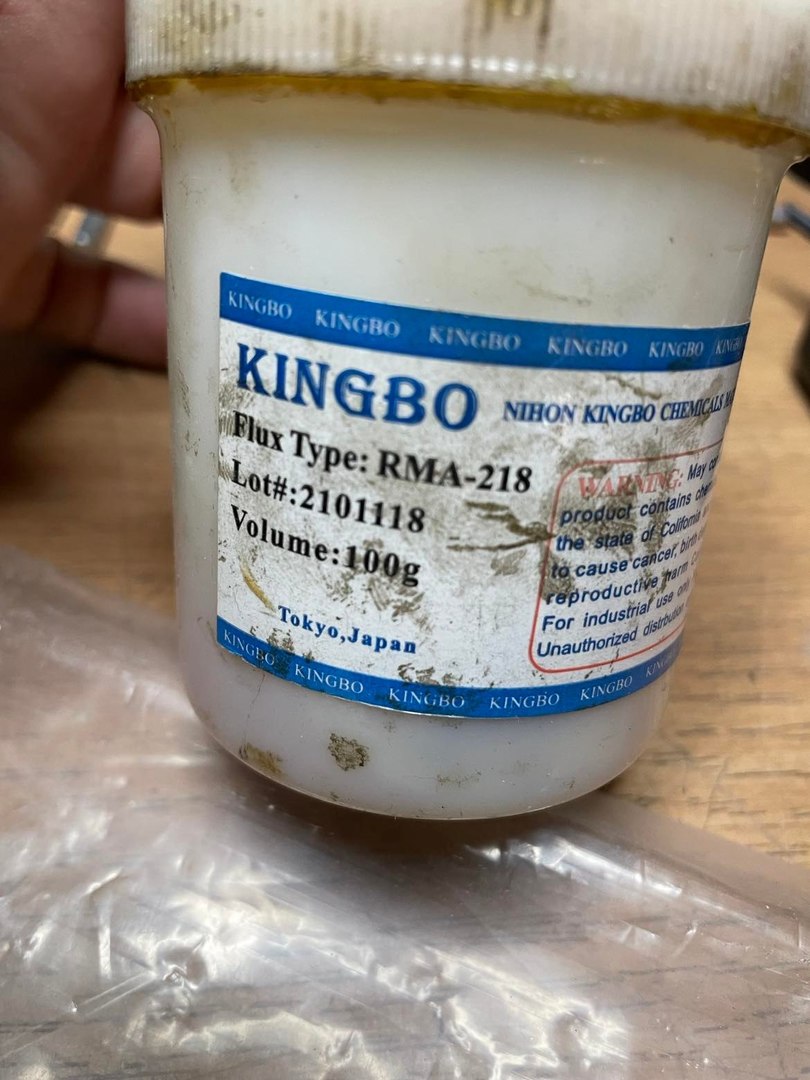 KINGBO KINGBO KINGBO KINGBO KINGBO KINGBO
KINGBO NIHON KINGBO CHEMICALS
Flux Type: RMA-218
Lot#:2101118
Volume:100g
Tokyo,Japan
WARNING: May
product contains
the state of California
to cause cancer, birth
reproductive harm
For industrial use only
Unauthorized distribution
KINGBO KINGBO KINGBO KINGBO KINGBO